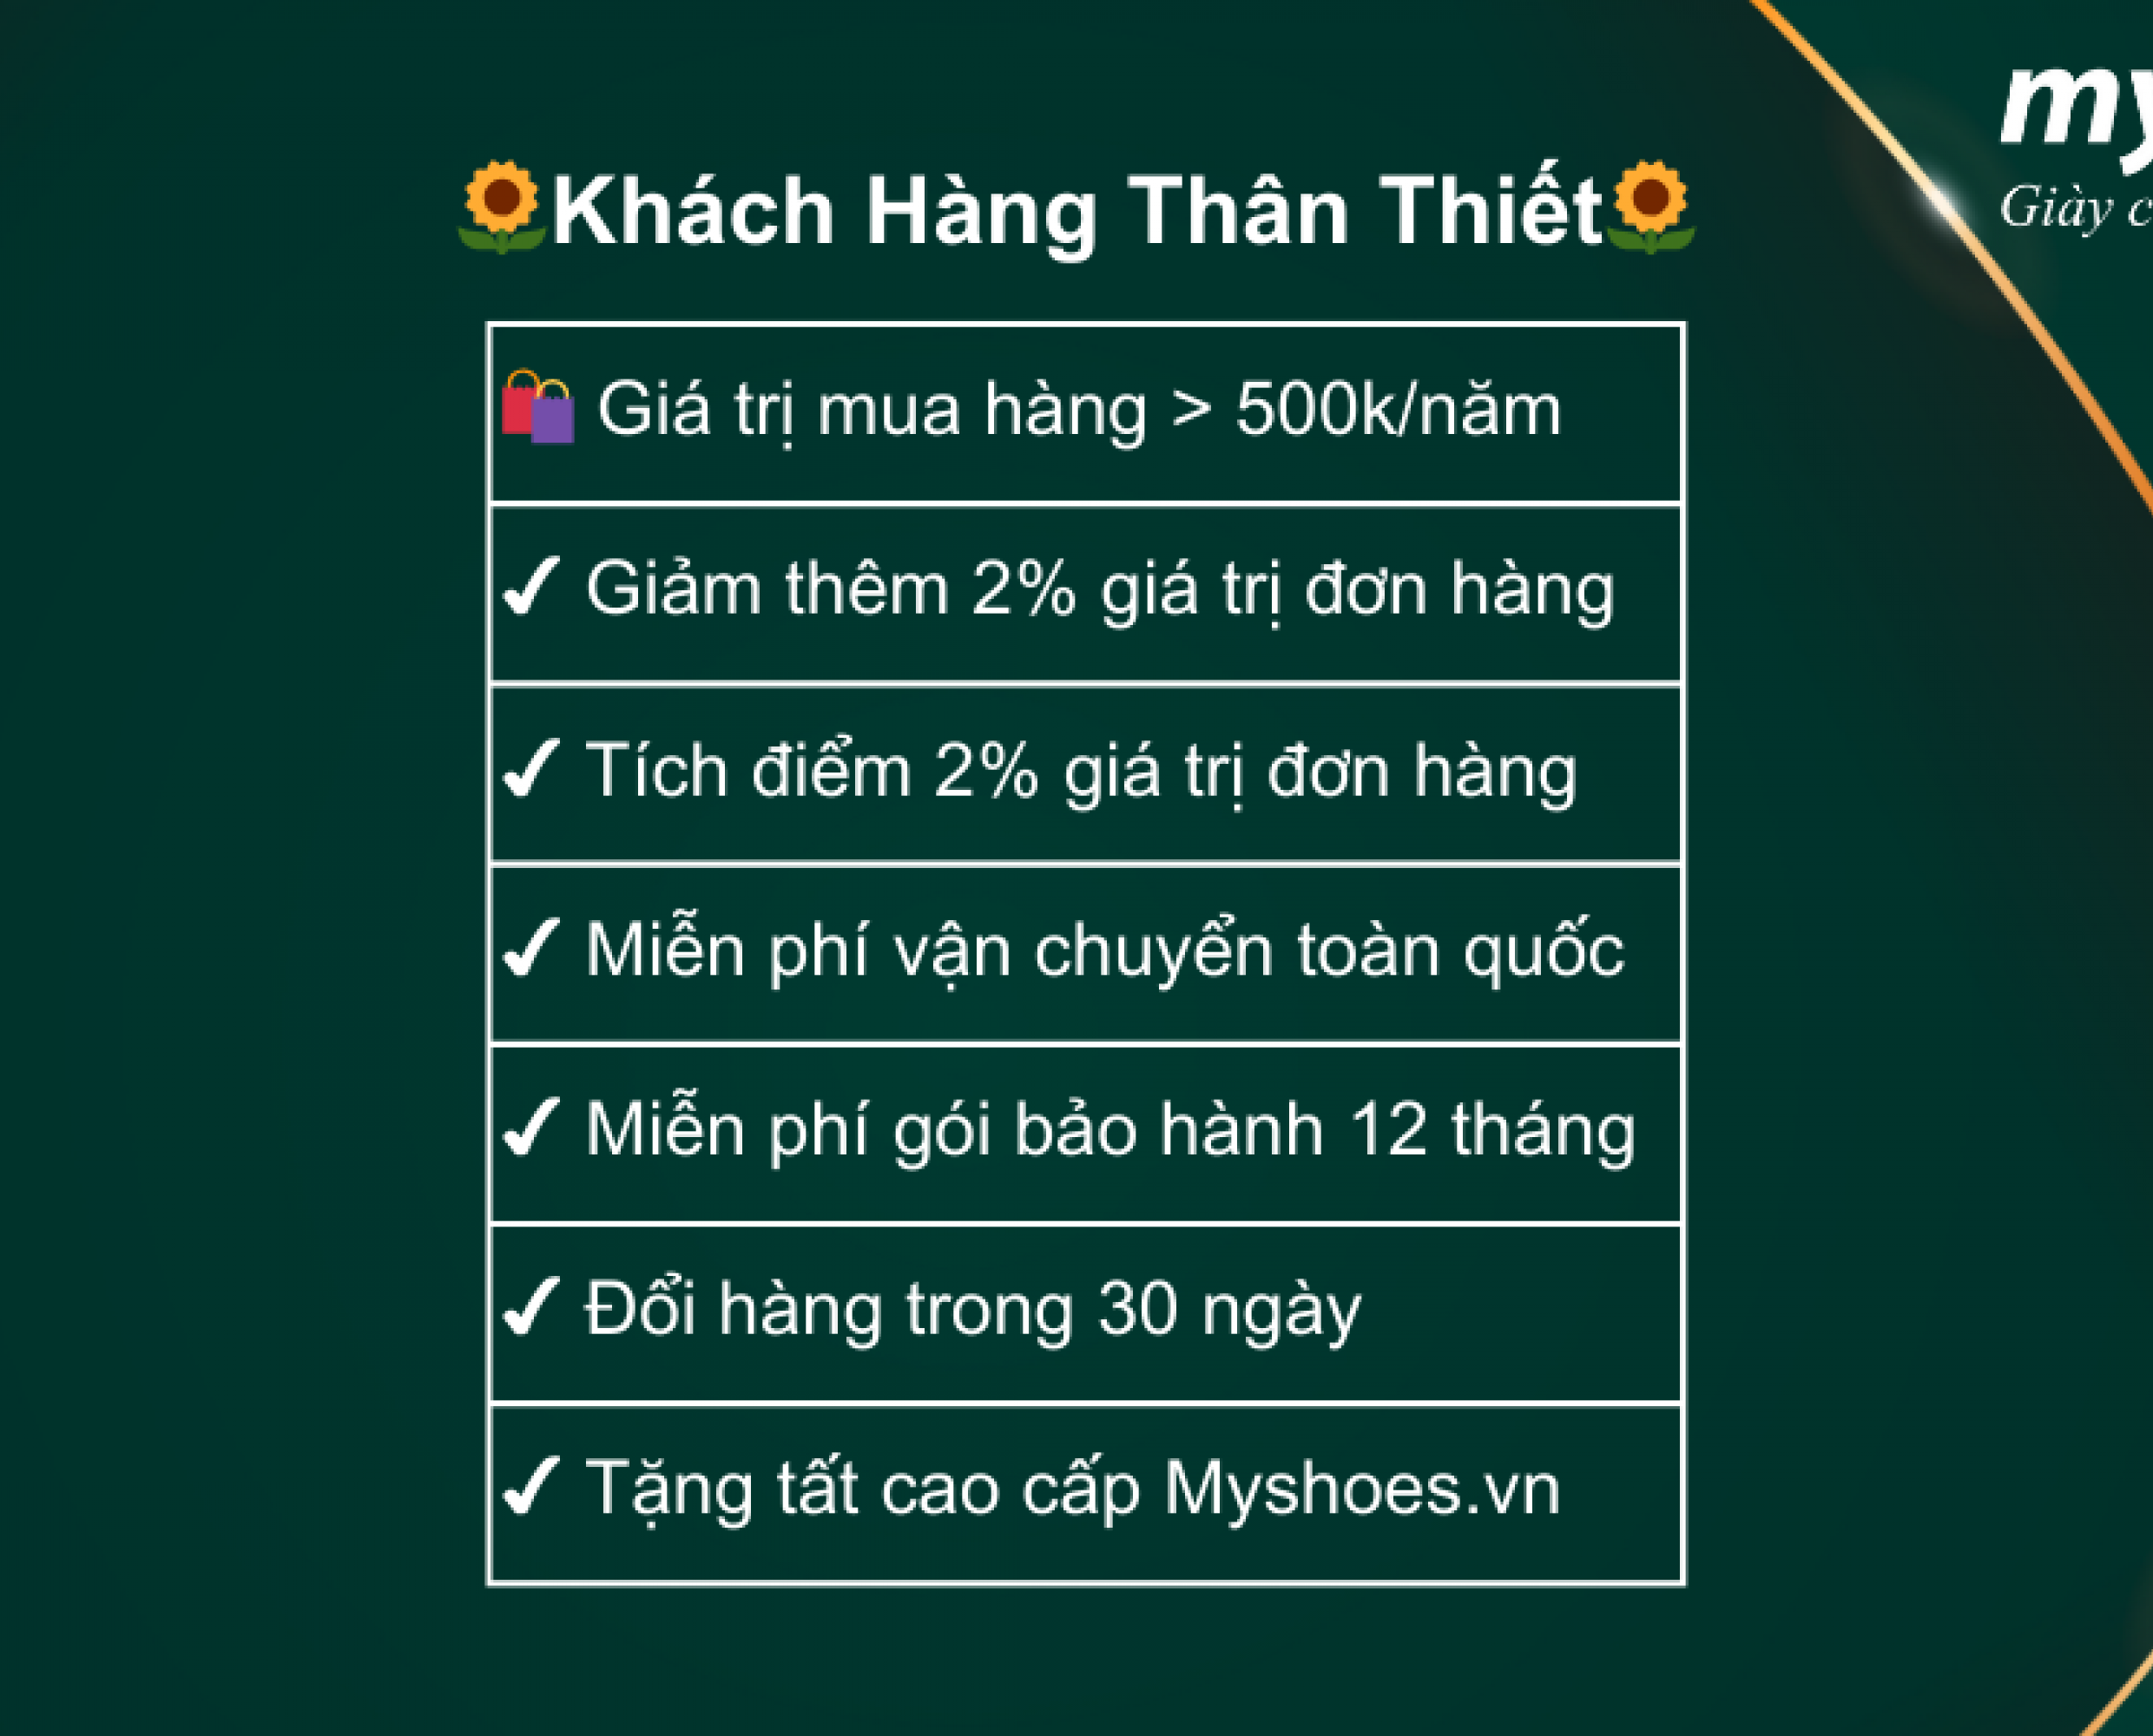 my
Giày
🌻Khách Hàng Thân Thiết🌻
🛍️ Giá trị mua hàng > 500k/năm
✔ Giảm thêm 2% giá trị đơn hàng
✔ Tích điểm 2% giá trị đơn hàng
✔ Miễn phí vận chuyển toàn quốc
✔ Miễn phí gói bảo hành 12 tháng
✔ Đổi hàng trong 30 ngày
✔ Tặng tất cao cấp Myshoes.vn